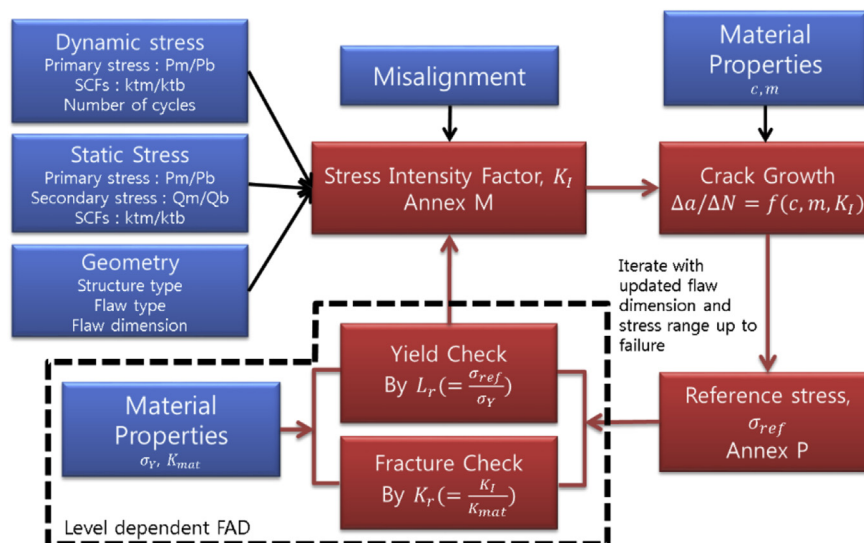 Dynamic stress
Primary stress : Pm/Pb
SCFs : ktm/ktb
Number of cycles
Misalignment
Material
Properties
c, m
Static Stress
Primary stress : Pm/Pb
Secondary stress : Qm/Qb
SCFs : ktm/ktb
Stress Intensity Factor, K_I
Annex M
Crack Growth
Δa/ΔN = f(c, m, K_I)
Geometry
Structure type
Flaw type
Flaw dimension
Iterate with
updated flaw
dimension and
stress range up to
failure
Yield Check
By L_r(=σ_ref/σ_Y)
Material
Properties
σ_Y, K_mat
Reference stress,
σ_ref
Annex P
Fracture Check
By K_r(=K_I/K_mat)
Level dependent FAD